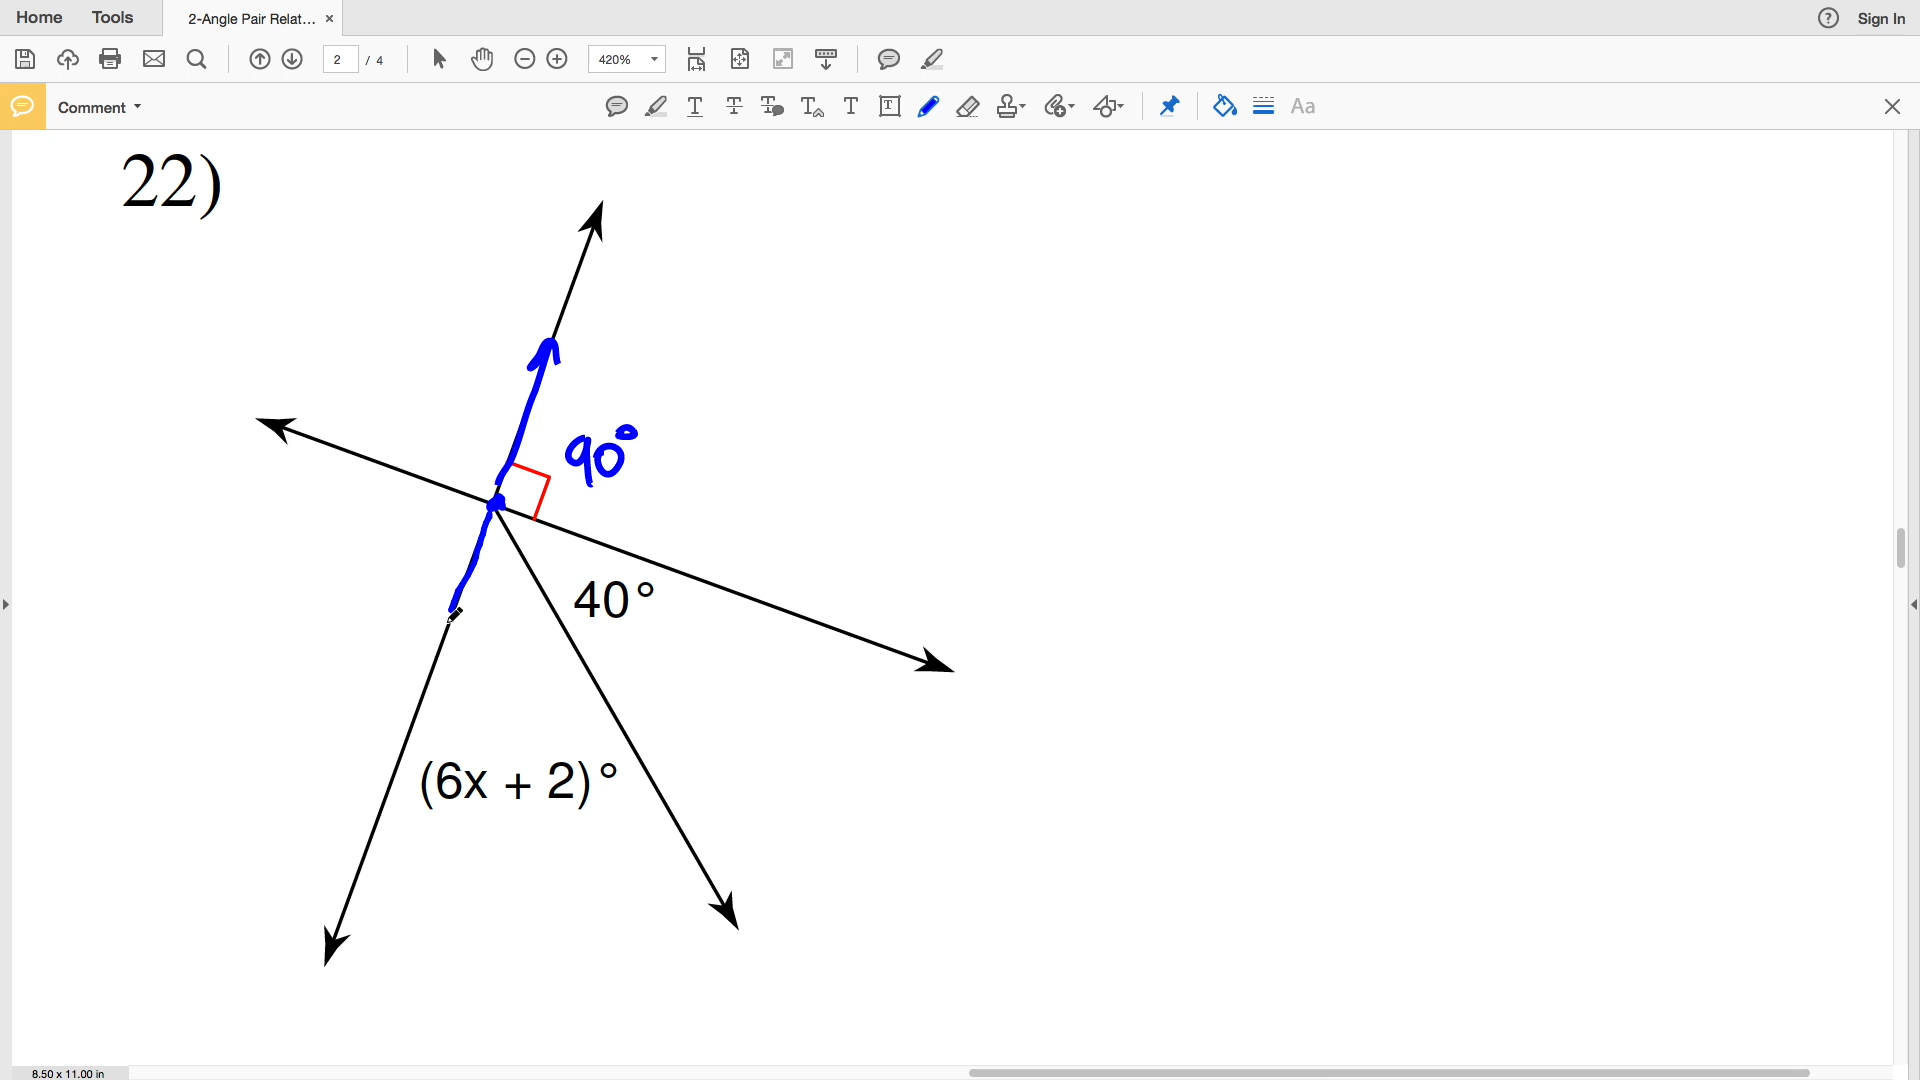 Home Tools 2-Angle Pair Relat... × ? Sign In
2 / 4 420%
Comment T T T T T T Aa
22)
90°
40°
(6x + 2)°
8.50 x 11.00 in